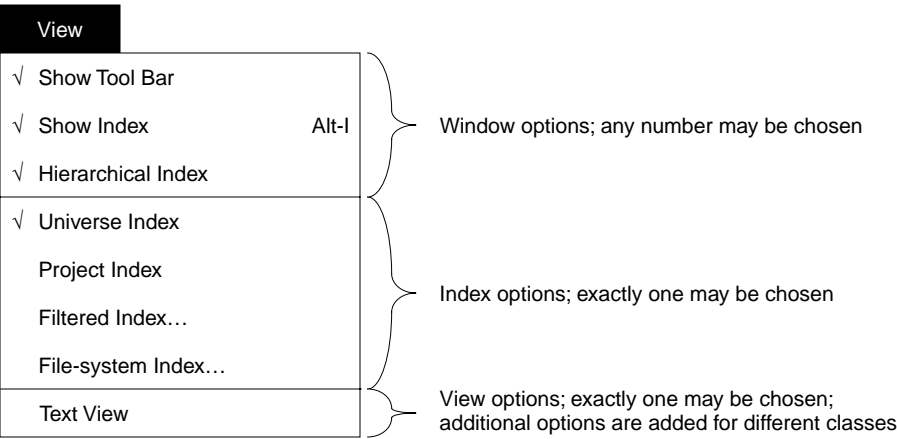 View
√ Show Tool Bar
√ Show Index Alt-I
√ Hierarchical Index
Window options; any number may be chosen
√ Universe Index
Project Index
Filtered Index…
File-system Index…
Index options; exactly one may be chosen
Text View
View options; exactly one may be chosen;
additional options are added for different classes